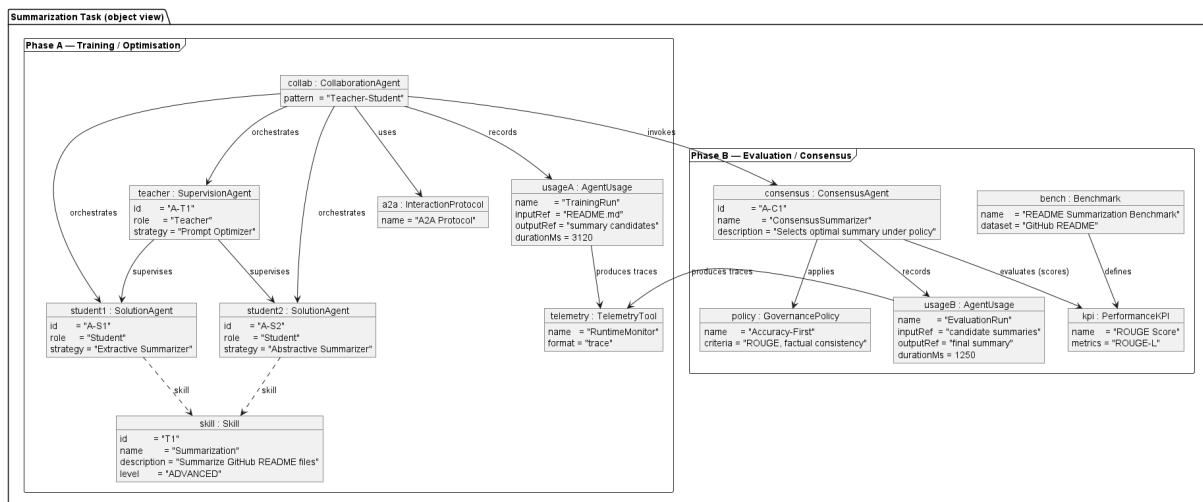 Summarization Task (object view)
Phase A — Training / Optimisation
collab : CollaborationAgent
pattern = "Teacher-Student"
orchestrates
uses
records
invokes
Phase B — Evaluation / Consensus
teacher : SupervisionAgent
id = "A-T1"
role = "Teacher"
strategy = "Prompt Optimizer"
a2a : InteractionProtocol
name = "A2A Protocol"
usageA : AgentUsage
name = "TrainingRun"
inputRef = "README.md"
outputRef = "summary candidates"
durationMs = 3120
consensus : ConsensusAgent
id = "A-C1"
name = "ConsensusSummarizer"
description = "Selects optimal summary under policy"
bench : Benchmark
name = "README Summarization Benchmark"
dataset = "GitHub README"
orchestrates
orchestrates
supervises
supervises
produces traces
produces traces
applies
records
evaluates (scores)
defines
student1 : SolutionAgent
id = "A-S1"
role = "Student"
strategy = "Extractive Summarizer"
student2 : SolutionAgent
id = "A-S2"
role = "Student"
strategy = "Abstractive Summarizer"
telemetry : TelemetryTool
name = "RuntimeMonitor"
format = "trace"
policy : GovernancePolicy
name = "Accuracy-First"
criteria = "ROUGE, factual consistency"
usageB : AgentUsage
name = "EvaluationRun"
inputRef = "candidate summaries"
outputRef = "final summary"
durationMs = 1250
kpi : PerformanceKPI
name = "ROUGE Score"
metrics = "ROUGE-L"
skill
skill
skill : Skill
id = "T1"
name = "Summarization"
description = "Summarize GitHub README files"
level = "ADVANCED"